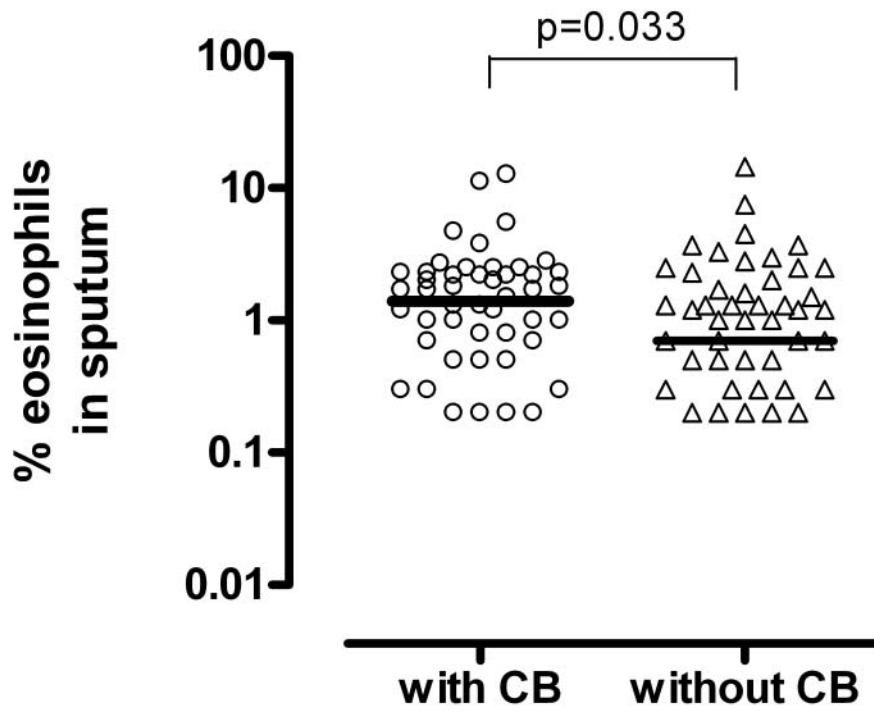 p=0.033
100
10
1
0.1
0.01
% eosinophils
in sputum
with CB
without CB